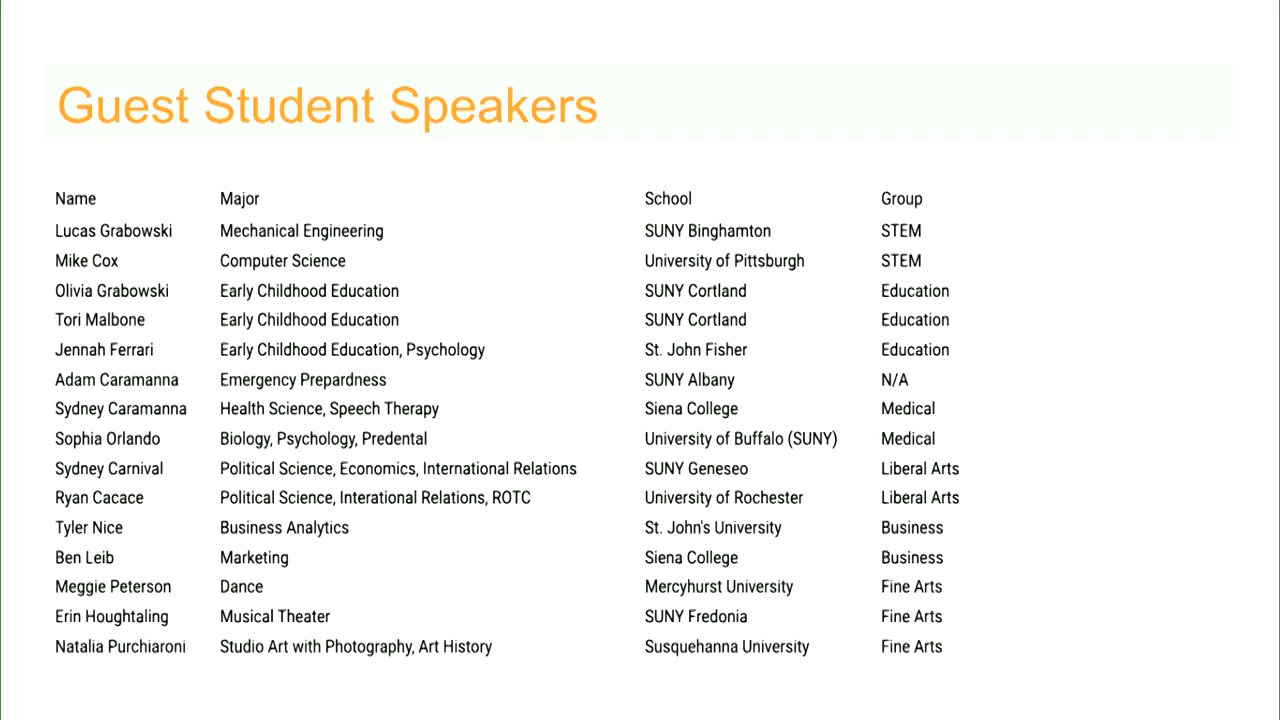 Guest Student Speakers
Name Major School Group
Lucas Grabowski Mechanical Engineering SUNY Binghamton STEM
Mike Cox Computer Science University of Pittsburgh STEM
Olivia Grabowski Early Childhood Education SUNY Cortland Education
Tori Malbone Early Childhood Education SUNY Cortland Education
Jennah Ferrari Early Childhood Education, Psychology St. John Fisher Education
Adam Caramanna Emergency Prepardness SUNY Albany N/A
Sydney Caramanna Health Science, Speech Therapy Siena College Medical
Sophia Orlando Biology, Psychology, Predental University of Buffalo (SUNY) Medical
Sydney Carnival Political Science, Economics, International Relations SUNY Geneseo Liberal Arts
Ryan Cacace Political Science, Interational Relations, ROTC University of Rochester Liberal Arts
Tyler Nice Business Analytics St. John's University Business
Ben Leib Marketing Siena College Business
Meggie Peterson Dance Mercyhurst University Fine Arts
Erin Houghtaling Musical Theater SUNY Fredonia Fine Arts
Natalia Purchiaroni Studio Art with Photography, Art History Susquehanna University Fine Arts